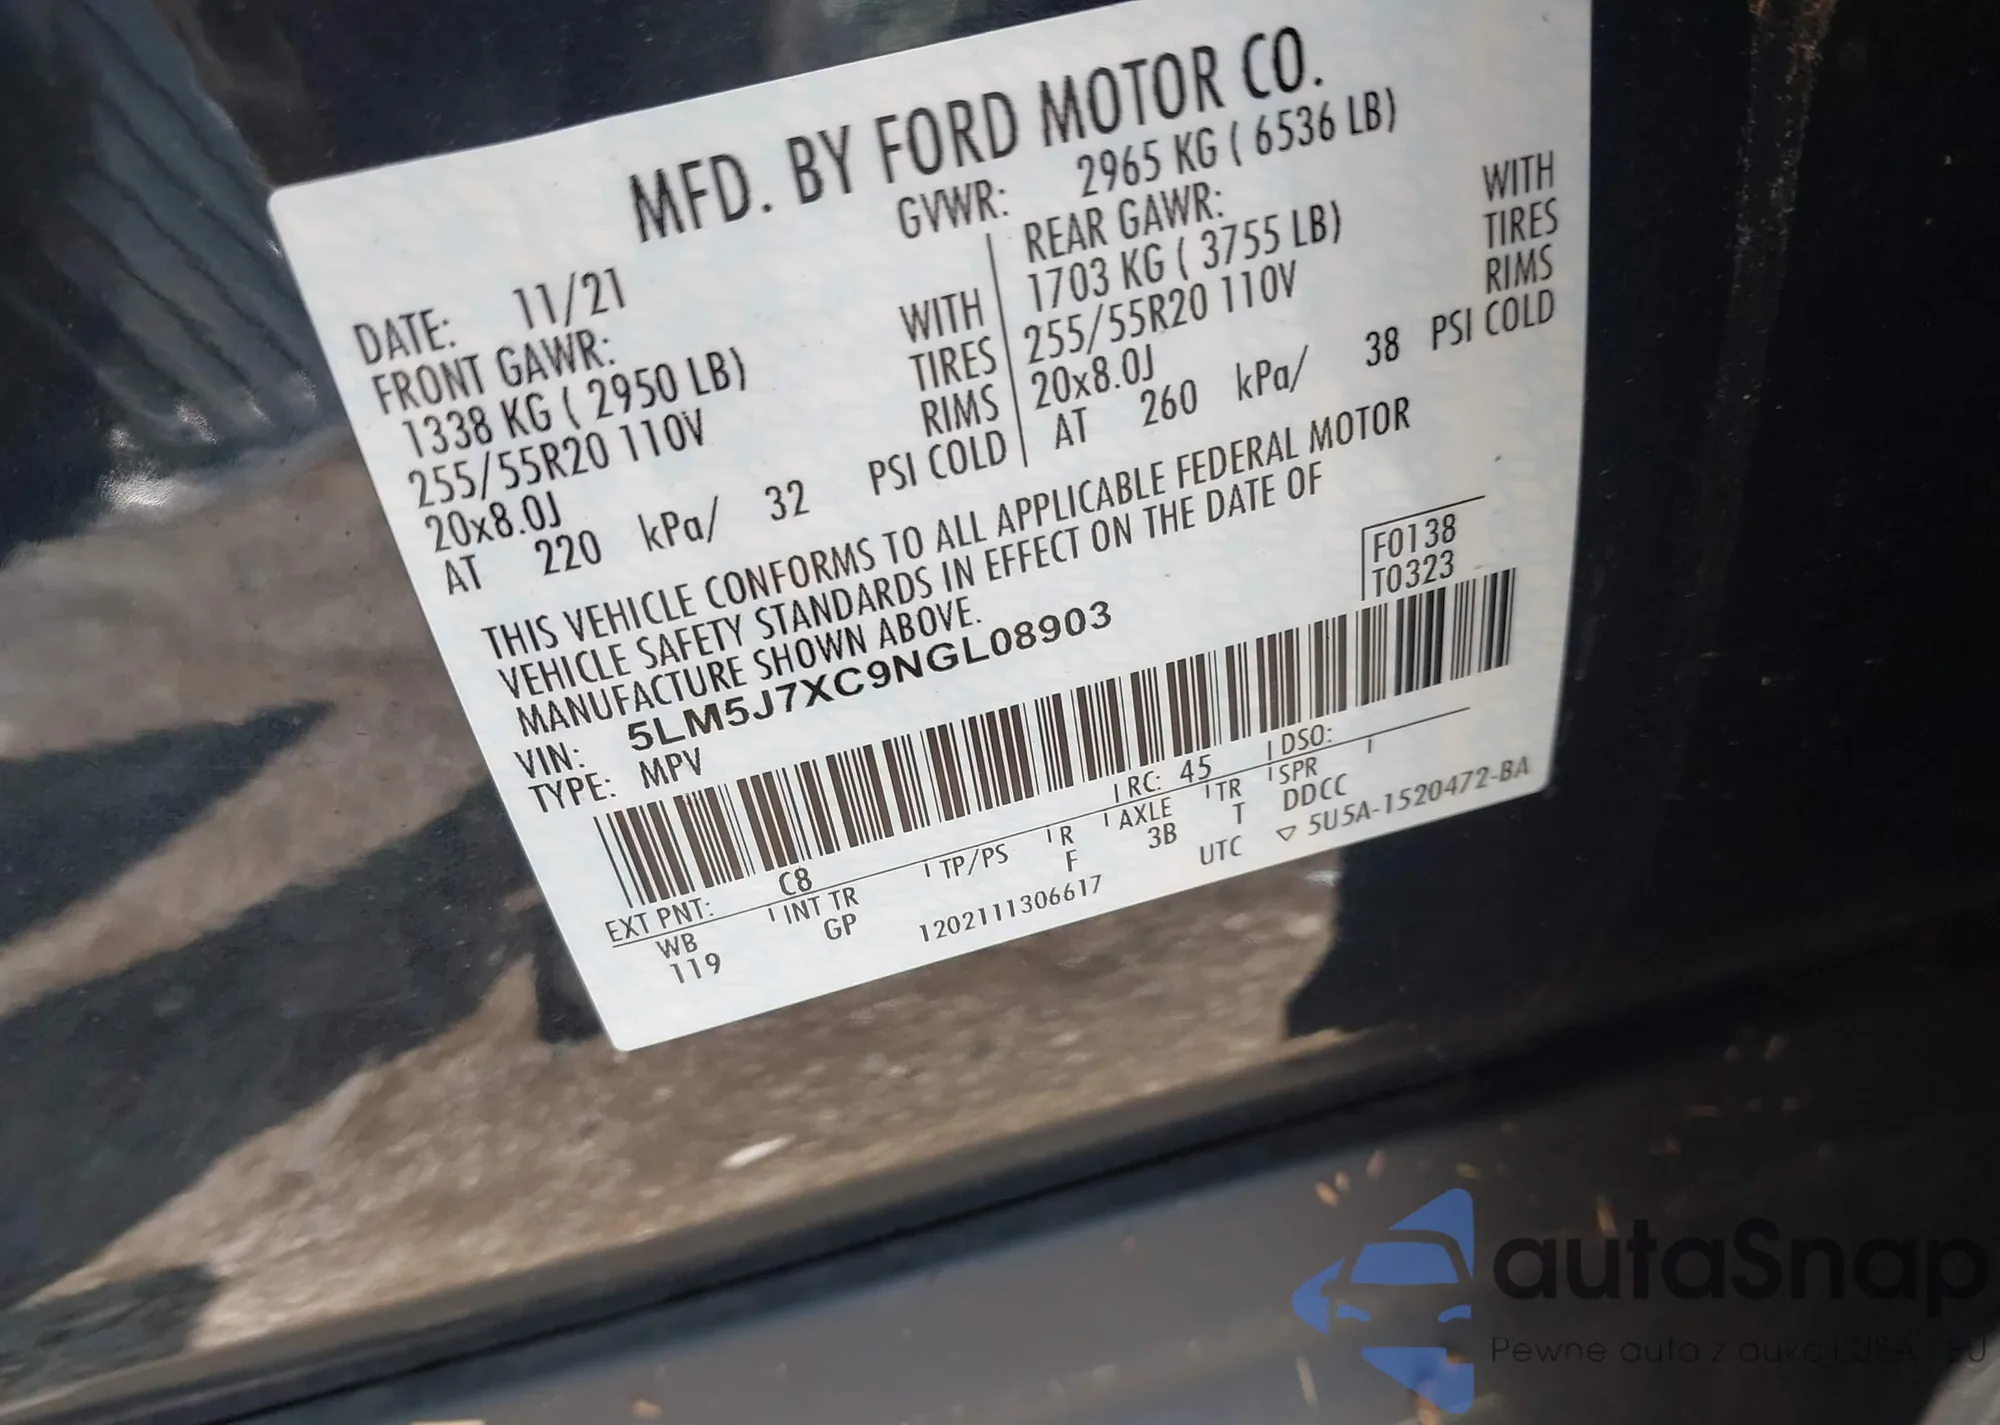 MFD. BY FORD MOTOR CO.
DATE: 11/21 GVWR: 2965 KG ( 6536 LB)
FRONT GAWR: REAR GAWR:
1338 KG ( 2950 LB) WITH 1703 KG ( 3755 LB) WITH
255/55R20 110V TIRES 255/55R20 110V TIRES
20x8.0J RIMS 20x8.0J RIMS
AT 220 kPa/ 32 PSI COLD AT 260 kPa/ 38 PSI COLD
THIS VEHICLE CONFORMS TO ALL APPLICABLE FEDERAL MOTOR
VEHICLE SAFETY STANDARDS IN EFFECT ON THE DATE OF
MANUFACTURE SHOWN ABOVE.
F0138
T0323
VIN: 5LM5J7XC9NGL08903
TYPE: MPV
EXT PNT: C8 RC: 45 DSO:
WB INT TR TP/PS R AXLE TR SPR
119 GP F 3B T DDCC
1202111306617 UTC ▽ 5U5A-1520472-BA
autaSnap
Pewne auta z aukcji USA i EU